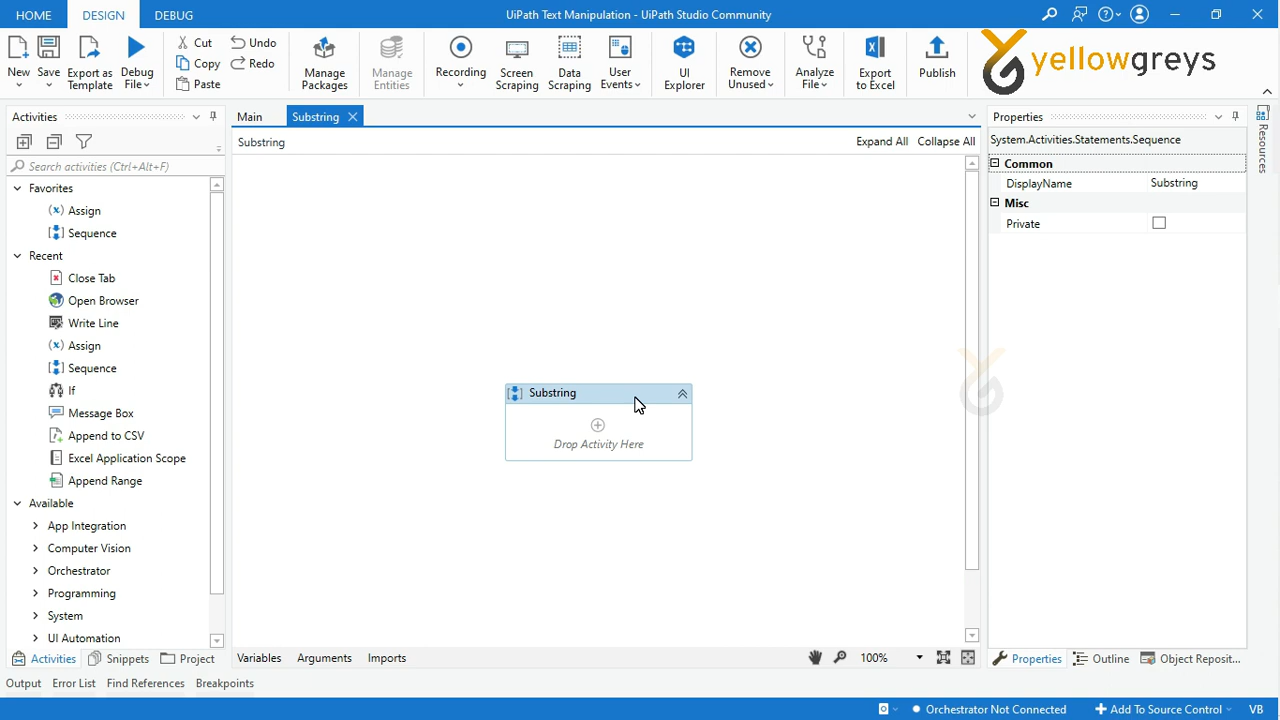 HOME DESIGN DEBUG UiPath Text Manipulation - UiPath Studio Community
New Save Export as Template Debug File Cut Copy Paste Undo Redo Manage Packages Manage Entities Recording Screen Scraping Data Scraping User Events UI Explorer Remove Unused Analyze File Export to Excel Publish yellowgreys
Activities
Search activities (Ctrl+Alt+F)
Favorites
Assign
Sequence
Recent
Close Tab
Open Browser
Write Line
Assign
Sequence
If
Message Box
Append to CSV
Excel Application Scope
Append Range
Available
App Integration
Computer Vision
Orchestrator
Programming
System
UI Automation
Activities Snippets Project
Main Substring
Substring Expand All Collapse All
Substring
Drop Activity Here
Variables Arguments Imports 100%
Properties
System.Activities.Statements.Sequence
Common
DisplayName Substring
Misc
Private
Resources
Properties Outline Object Reposit...
Output Error List Find References Breakpoints
Orchestrator Not Connected Add To Source Control VB